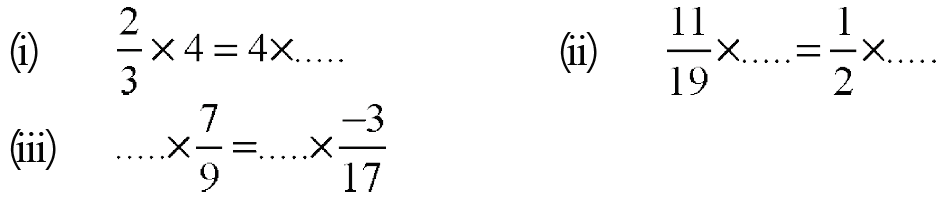 (i) 2/3 × 4 = 4 × ..... (ii) 11/19 × ..... = 1/2 × .....
(iii) ..... × 7/9 = ..... × -3/17